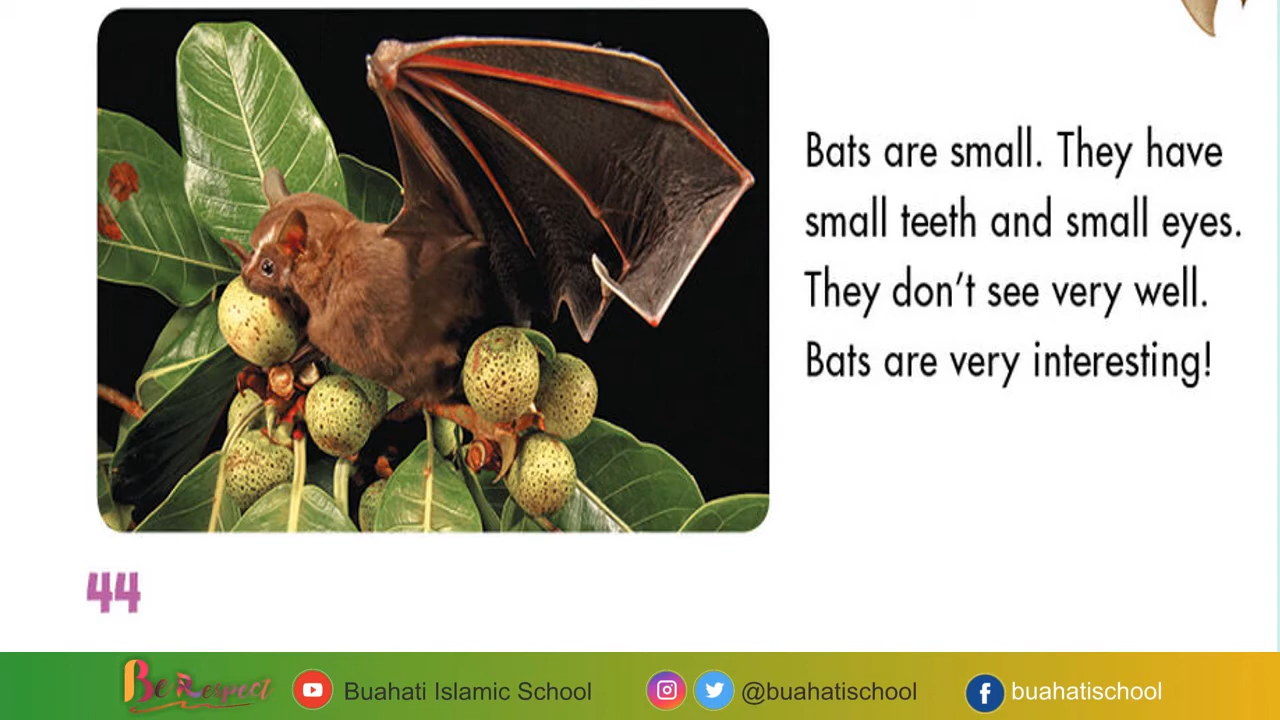 Bats are small. They have
small teeth and small eyes.
They don't see very well.
Bats are very interesting!
44
Be Respect
Buahati Islamic School
@buahatischool
buahatischool